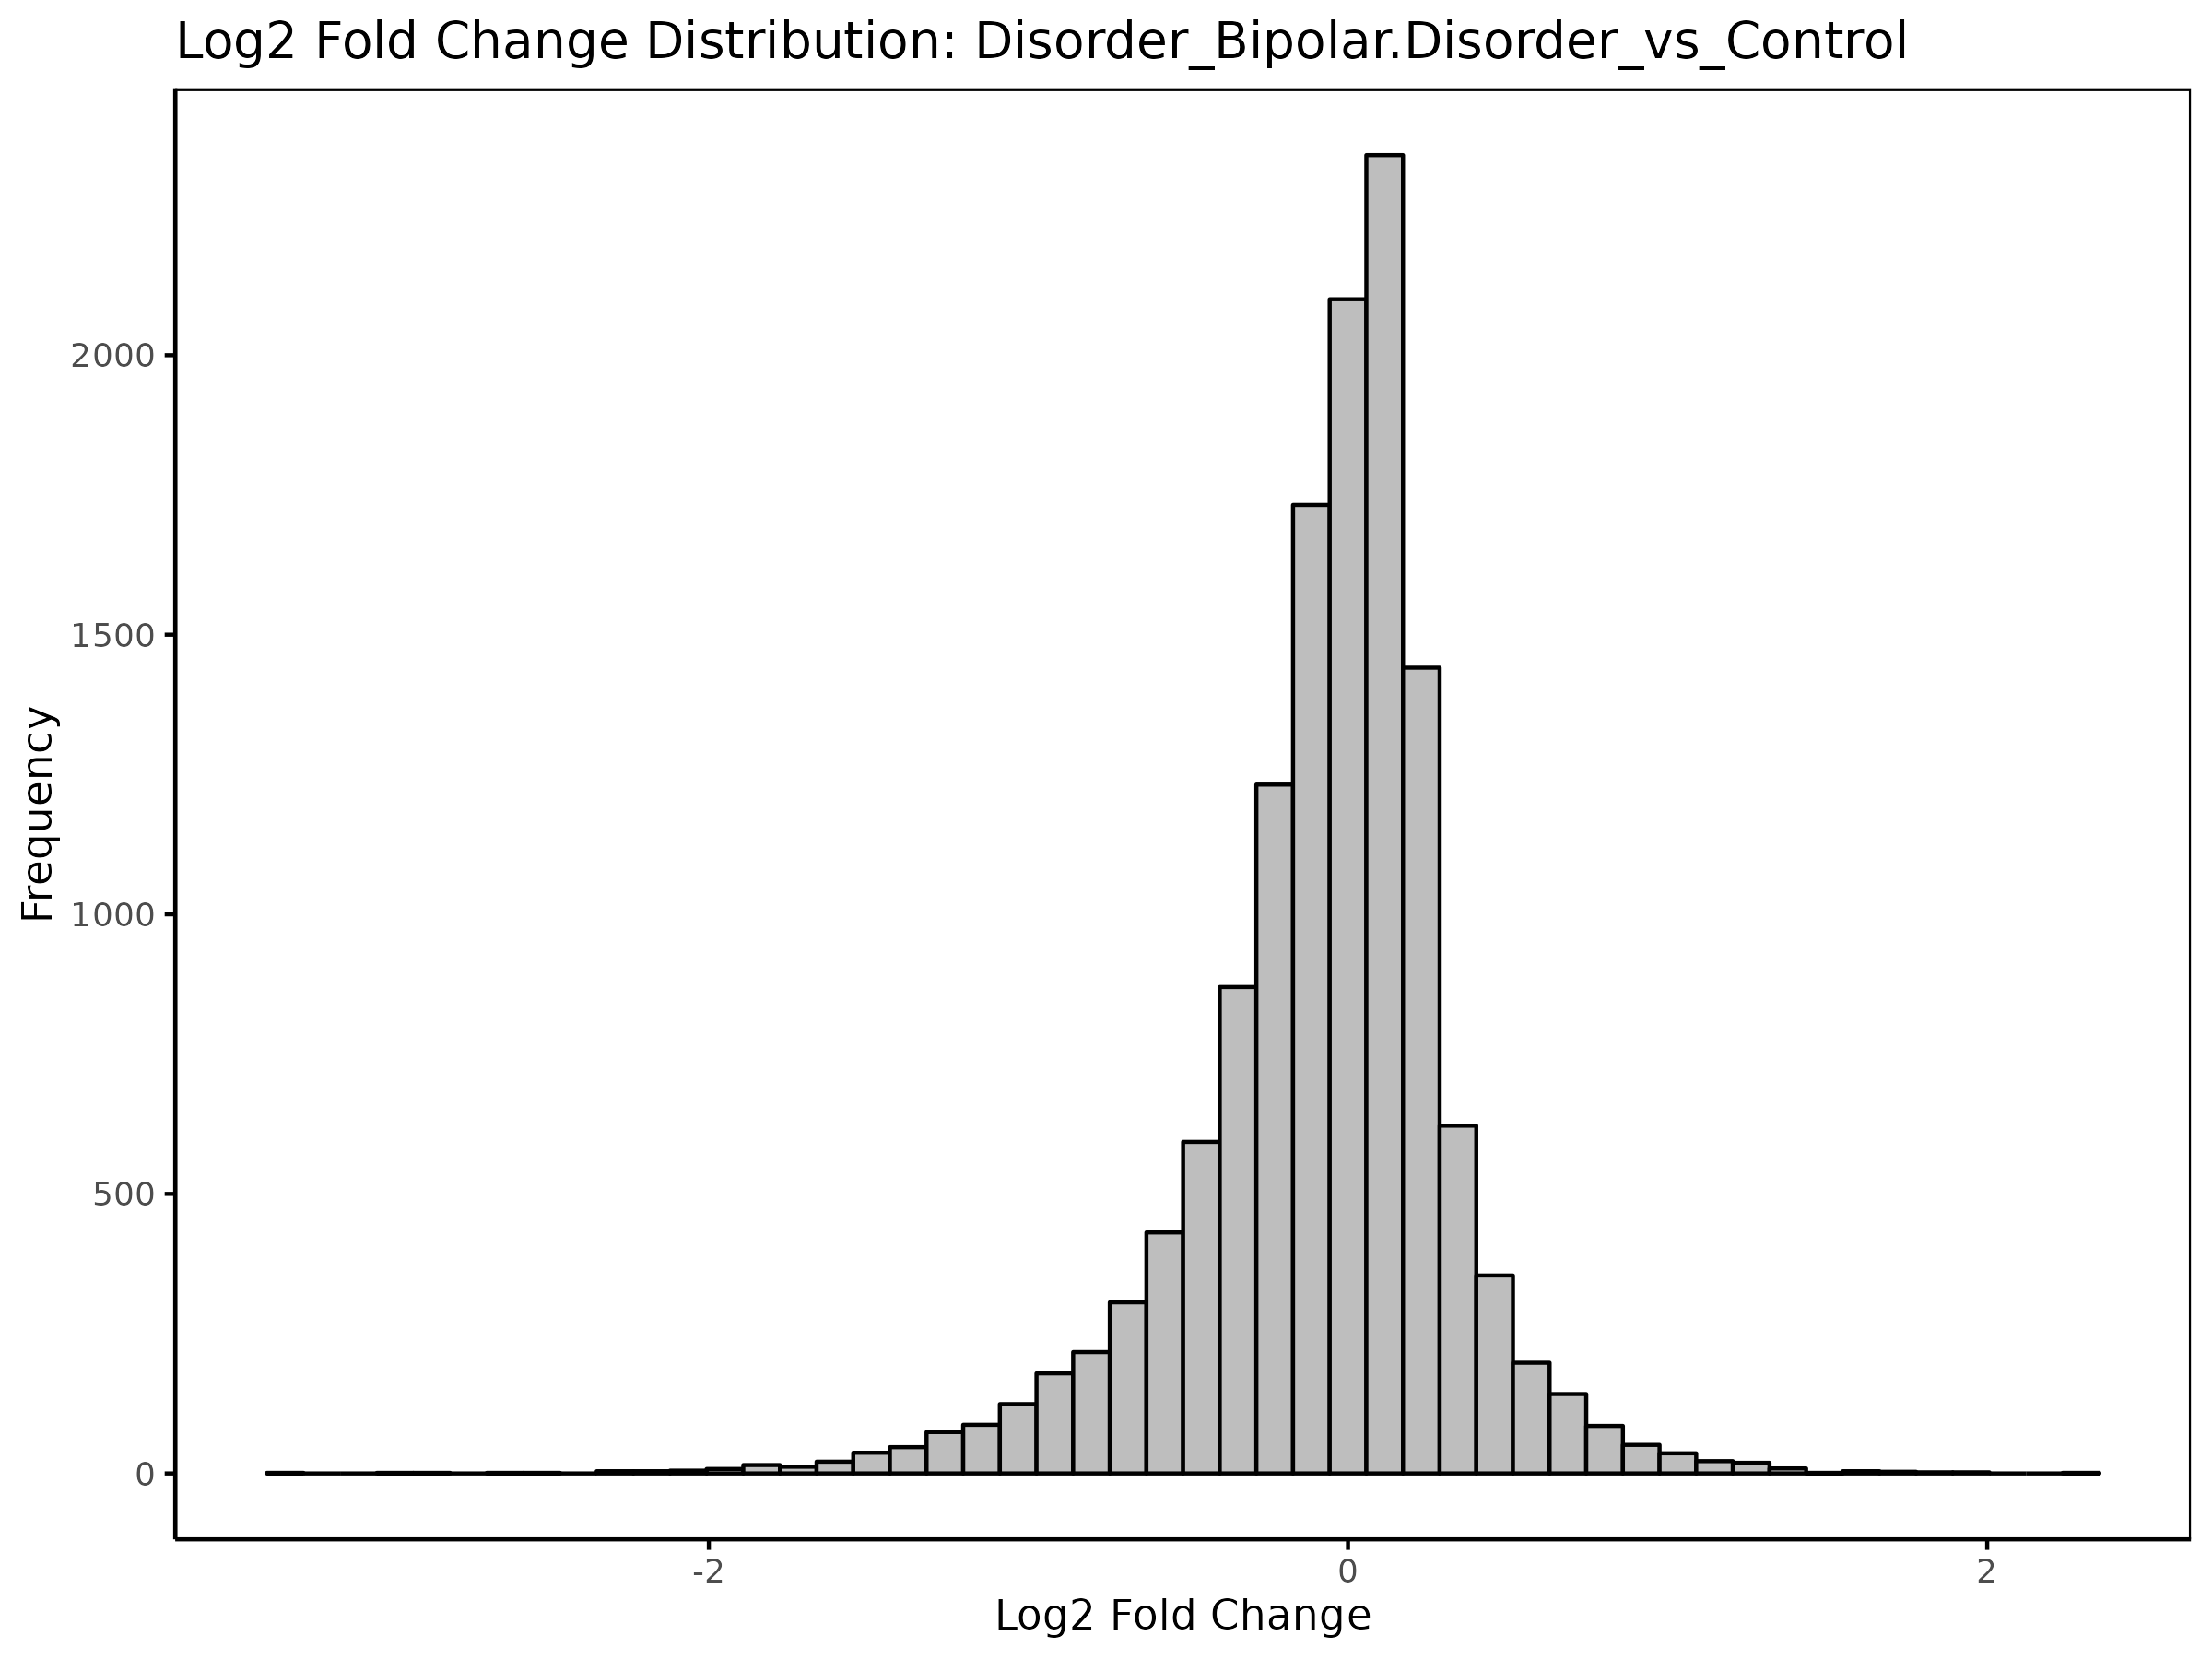 Log2 Fold Change Distribution: Disorder_Bipolar.Disorder_vs_Control
Frequency
2000
1500
1000
500
0
-2 0 2
Log2 Fold Change